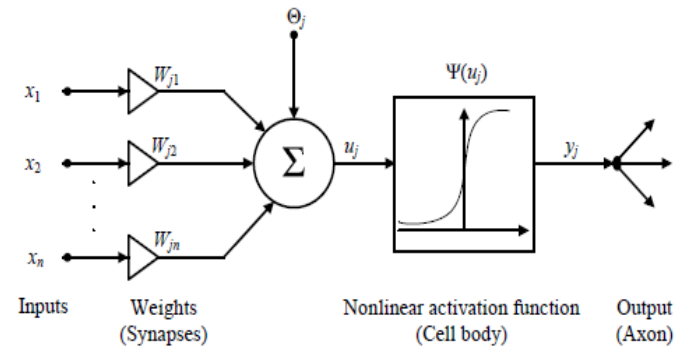 Θj
x1
Wj1
Ψ(uj)
x2
Wj2
Σ
uj
yj
xn
Wjn
Inputs
Weights
(Synapses)
Nonlinear activation function
(Cell body)
Output
(Axon)